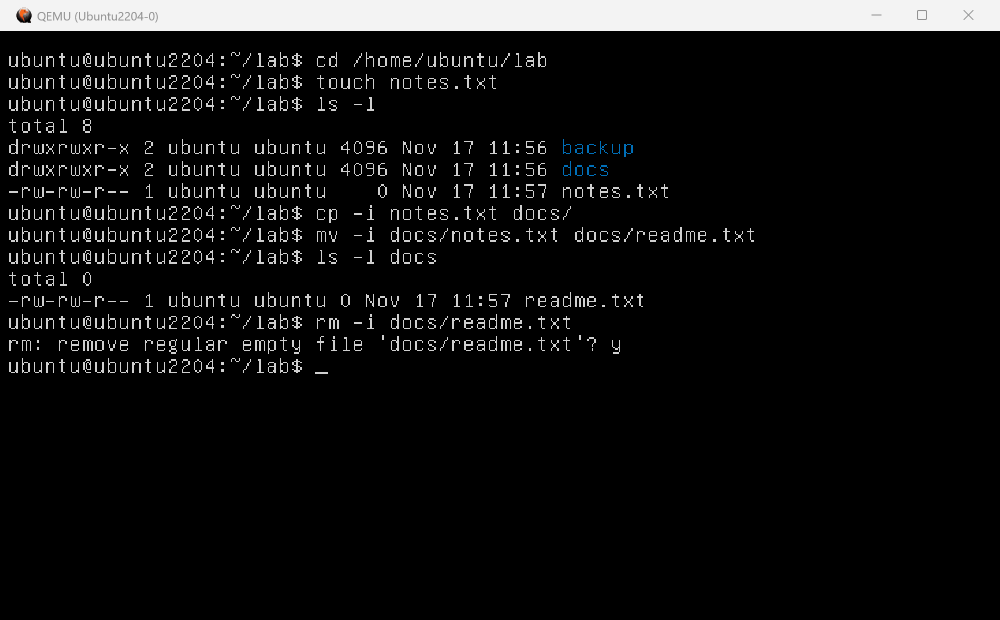 QEMU (Ubuntu2204-0)
ubuntu@ubuntu2204:~/lab$ cd /home/ubuntu/lab
ubuntu@ubuntu2204:~/lab$ touch notes.txt
ubuntu@ubuntu2204:~/lab$ ls -l
total 8
drwxrwxr-x 2 ubuntu ubuntu 4096 Nov 17 11:56 backup
drwxrwxr-x 2 ubuntu ubuntu 4096 Nov 17 11:56 docs
-rw-rw-r-- 1 ubuntu ubuntu    0 Nov 17 11:57 notes.txt
ubuntu@ubuntu2204:~/lab$ cp -i notes.txt docs/
ubuntu@ubuntu2204:~/lab$ mv -i docs/notes.txt docs/readme.txt
ubuntu@ubuntu2204:~/lab$ ls -l docs
total 0
-rw-rw-r-- 1 ubuntu ubuntu 0 Nov 17 11:57 readme.txt
ubuntu@ubuntu2204:~/lab$ rm -i docs/readme.txt
rm: remove regular empty file 'docs/readme.txt'? y
ubuntu@ubuntu2204:~/lab$ _